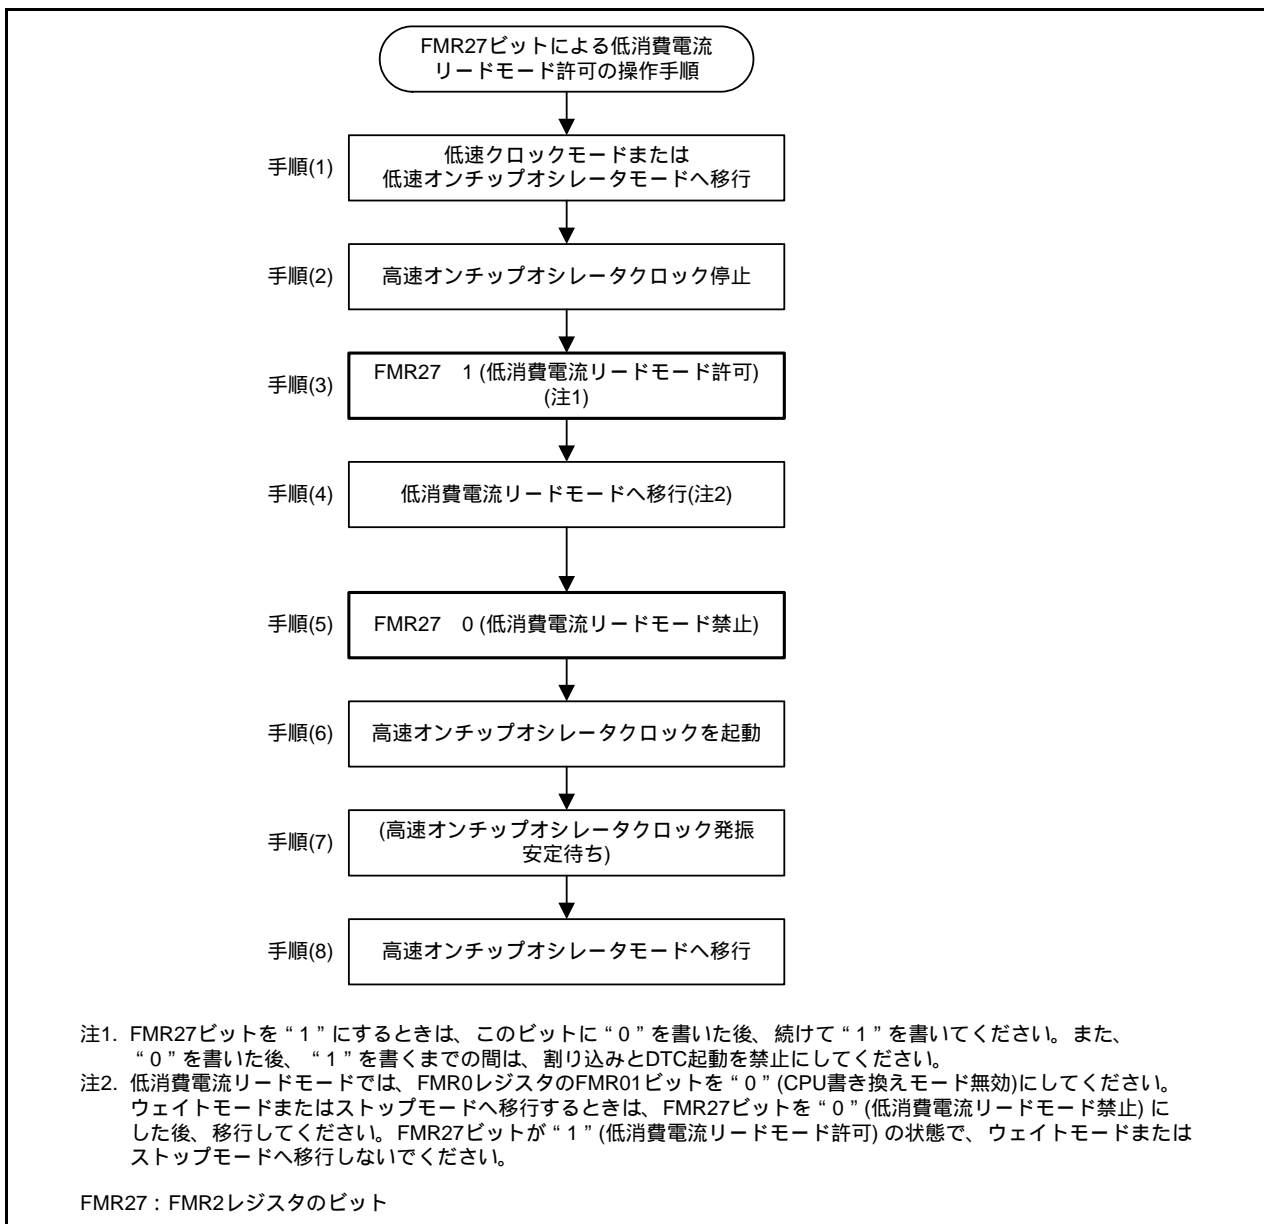 FMR27ビットによる低消費電流
リードモード許可の操作手順
手順(1)
低速クロックモードまたは
低速オンチップオシレータモードへ移行
手順(2)
高速オンチップオシレータクロック停止
手順(3)
FMR27　1 (低消費電流リードモード許可)
(注1)
手順(4)
低消費電流リードモードへ移行(注2)
手順(5)
FMR27　0 (低消費電流リードモード禁止)
手順(6)
高速オンチップオシレータクロックを起動
手順(7)
(高速オンチップオシレータクロック発振
安定待ち)
手順(8)
高速オンチップオシレータモードへ移行
注1. FMR27ビットを“1”にするときは、このビットに“0”を書いた後、続けて“1”を書いてください。また、
“0”を書いた後、“1”を書くまでの間は、割り込みとDTC起動を禁止にしてください。
注2. 低消費電流リードモードでは、FMR0レジスタのFMR01ビットを“0”(CPU書き換えモード無効)にしてください。
ウェイトモードまたはストップモードへ移行するときは、FMR27ビットを“0”(低消費電流リードモード禁止) に
した後、移行してください。FMR27ビットが“1”(低消費電流リードモード許可) の状態で、ウェイトモードまたは
ストップモードへ移行しないでください。
FMR27：FMR2レジスタのビット